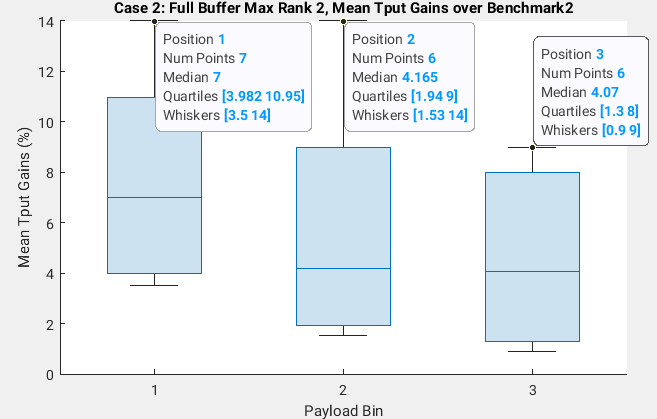 Case 2: Full Buffer Max Rank 2, Mean Tput Gains over Benchmark2
Mean Tput Gains (%)
14
12
10
8
6
4
2
0
Position 1
Num Points 7
Median 7
Quartiles [3.982 10.95]
Whiskers [3.5 14]
Position 2
Num Points 6
Median 4.165
Quartiles [1.94 9]
Whiskers [1.53 14]
Position 3
Num Points 6
Median 4.07
Quartiles [1.3 8]
Whiskers [0.9 9]
1
2
3
Payload Bin